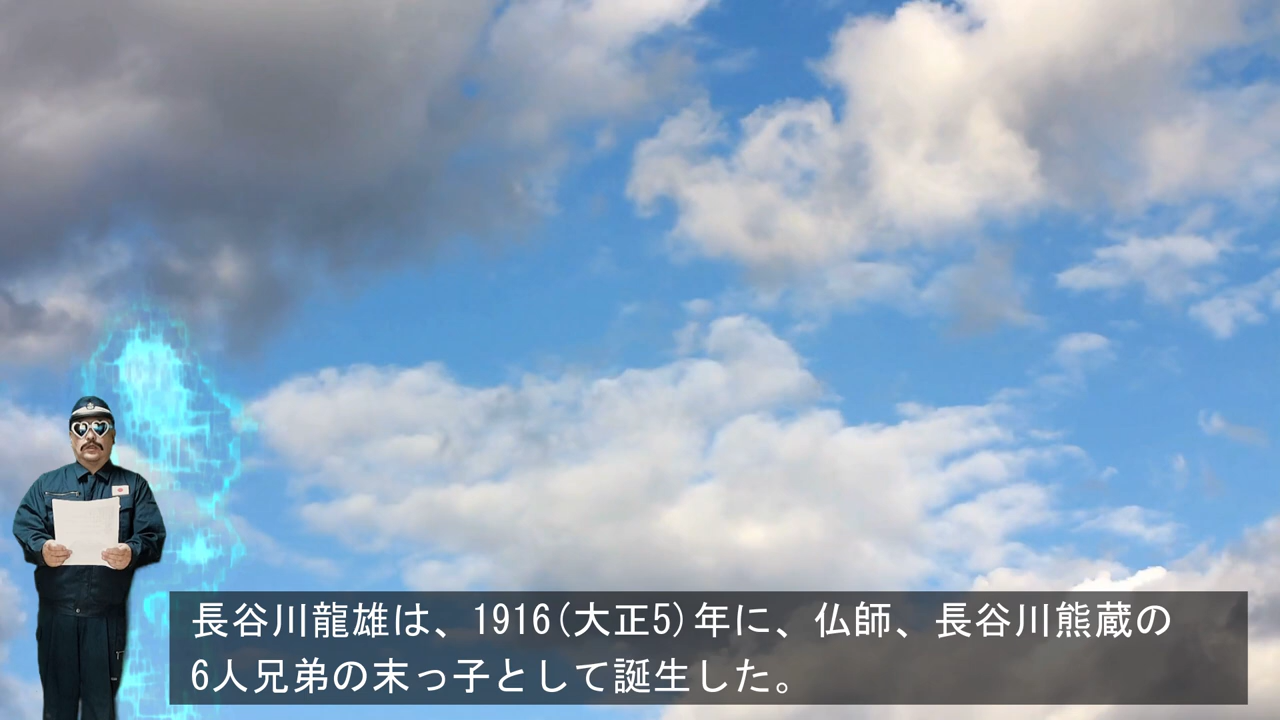 長谷川龍雄は、1916(大正5)年に、仏師、長谷川熊蔵の
6人兄弟の末っ子として誕生した。